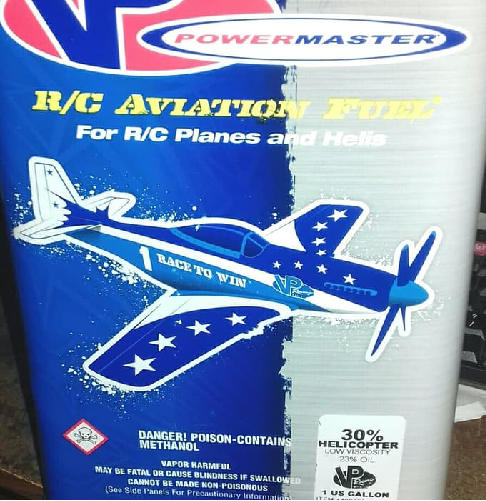 VP
POWERMASTER
R/C AVIATION FUEL
For R/C Planes and Helis
1 RACE TO WIN
VP
DANGER! POISON-CONTAINS
METHANOL
VAPOR HARMFUL
MAY BE FATAL OR CAUSE BLINDNESS IF SWALLOWED
CANNOT BE MADE NON-POISONOUS
(See Side Panels For Precautionary Information
30%
HELICOPTER
LOW VISCOSITY
23% OIL
VP
1 US GALLON